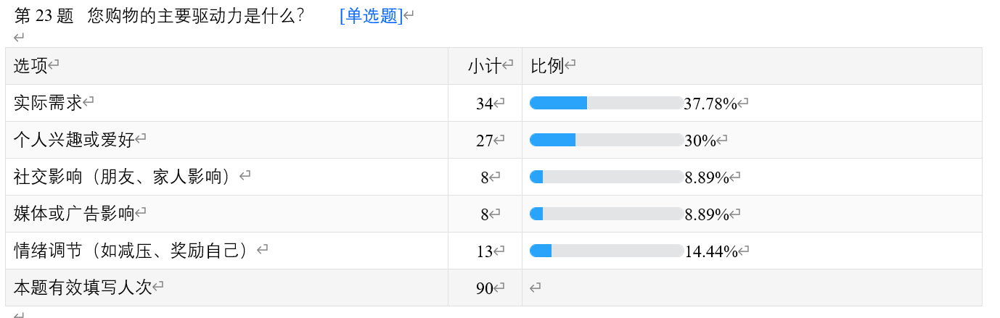 第 23 题 您购物的主要驱动力是什么？ [单选题]↵
↵
选项↵ 小计↵ 比例↵
实际需求↵ 34↵ 37.78%↵
个人兴趣或爱好↵ 27↵ 30%↵
社交影响（朋友、家人影响）↵ 8↵ 8.89%↵
媒体或广告影响↵ 8↵ 8.89%↵
情绪调节（如减压、奖励自己）↵ 13↵ 14.44%↵
本题有效填写人次↵ 90↵ ↵
↵